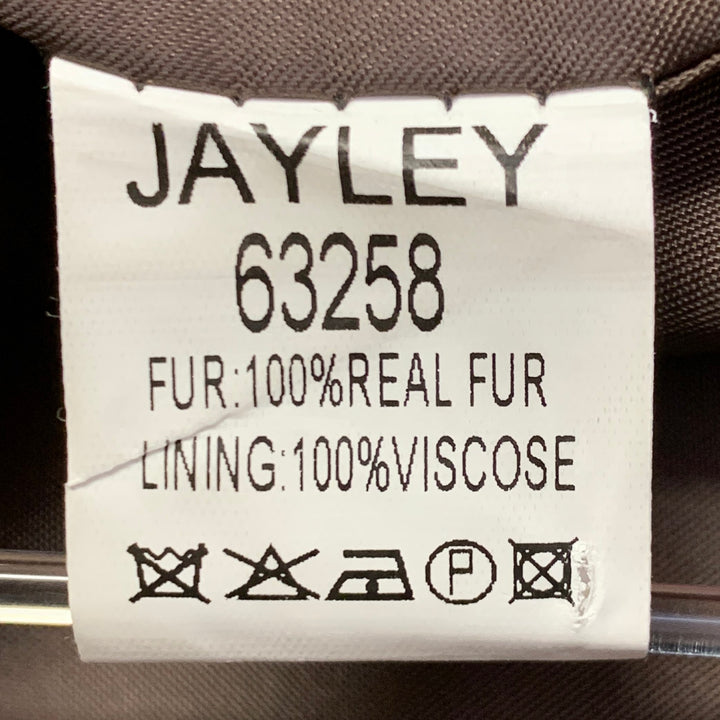 JAYLEY
63258
FUR:100%REAL FUR
LINING:100%VISCOSE
P